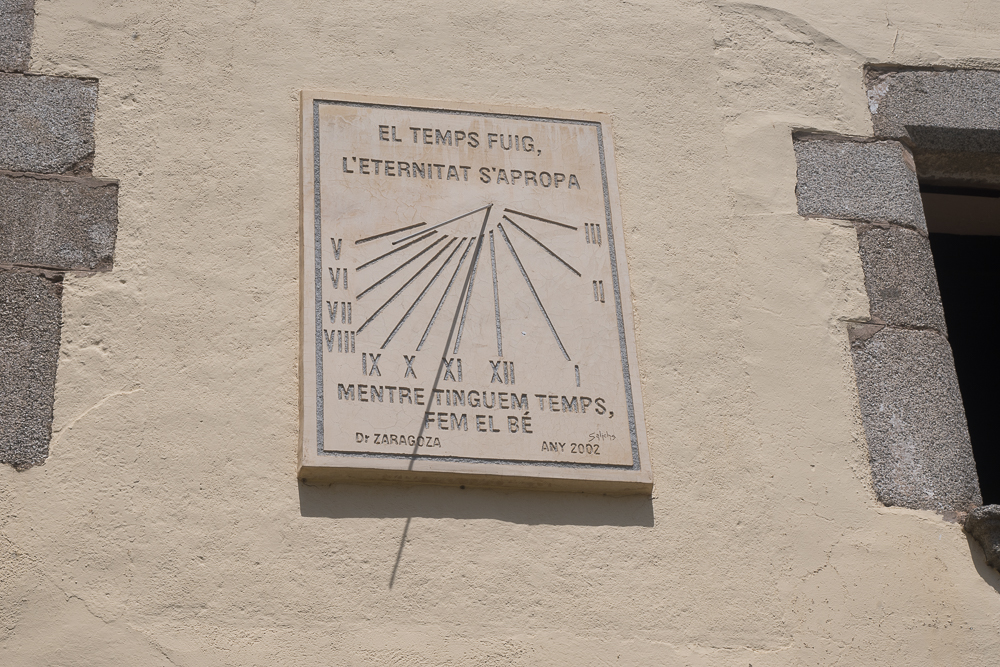 EL TEMPS FUIG,
L'ETERNITAT S'APROPA
V
VI
VII
VIII
IX X XI XII I
II
III
MENTRE TINGUEM TEMPS,
FEM EL BÉ
Dr ZARAGOZA ANY 2002